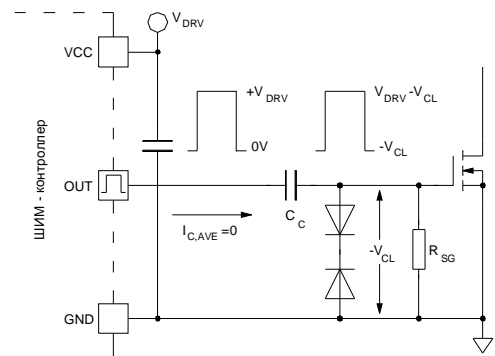 V_DRV
VCC
+V_DRV
V_DRV -V_CL
0V
-V_CL
ШИМ - контроллер
OUT
C_C
I_C,AVE =0
-V_CL
R_SG
GND